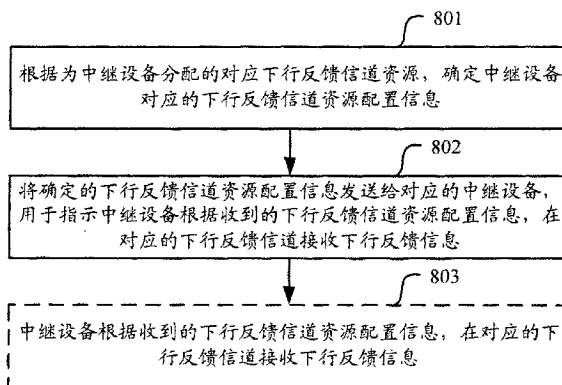 801
根据为中继设备分配的对应下行反馈信道资源，确定中继设备
对应的下行反馈信道资源配置信息
802
将确定的下行反馈信道资源配置信息发送给对应的中继设备，
用于指示中继设备根据收到的下行反馈信道资源配置信息，在
对应的下行反馈信道接收下行反馈信息
803
中继设备根据收到的下行反馈信道资源配置信息，在对应的下
行反馈信道接收下行反馈信息